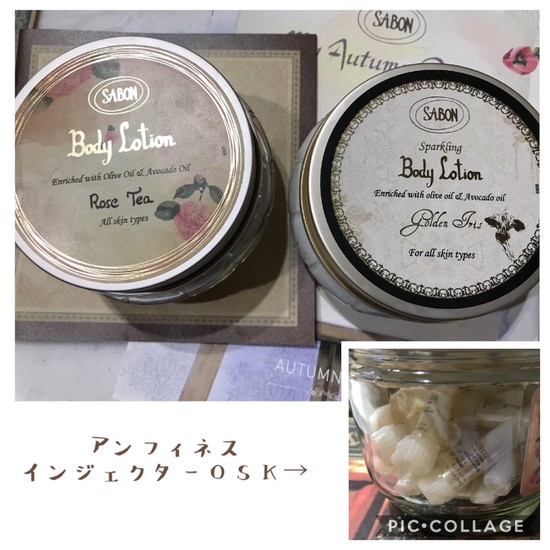 SABON
Body Lotion
Enriched with Olive Oil & Avocado Oil
Rose Tea
All skin types
SABON
Autumn
SABON
Sparkling
Body Lotion
Enriched with olive oil & Avocado oil
Golden Iris
For all skin types
AUTUMN
アンフィネス
インジェクターOSK→
PIC•COLLAGE